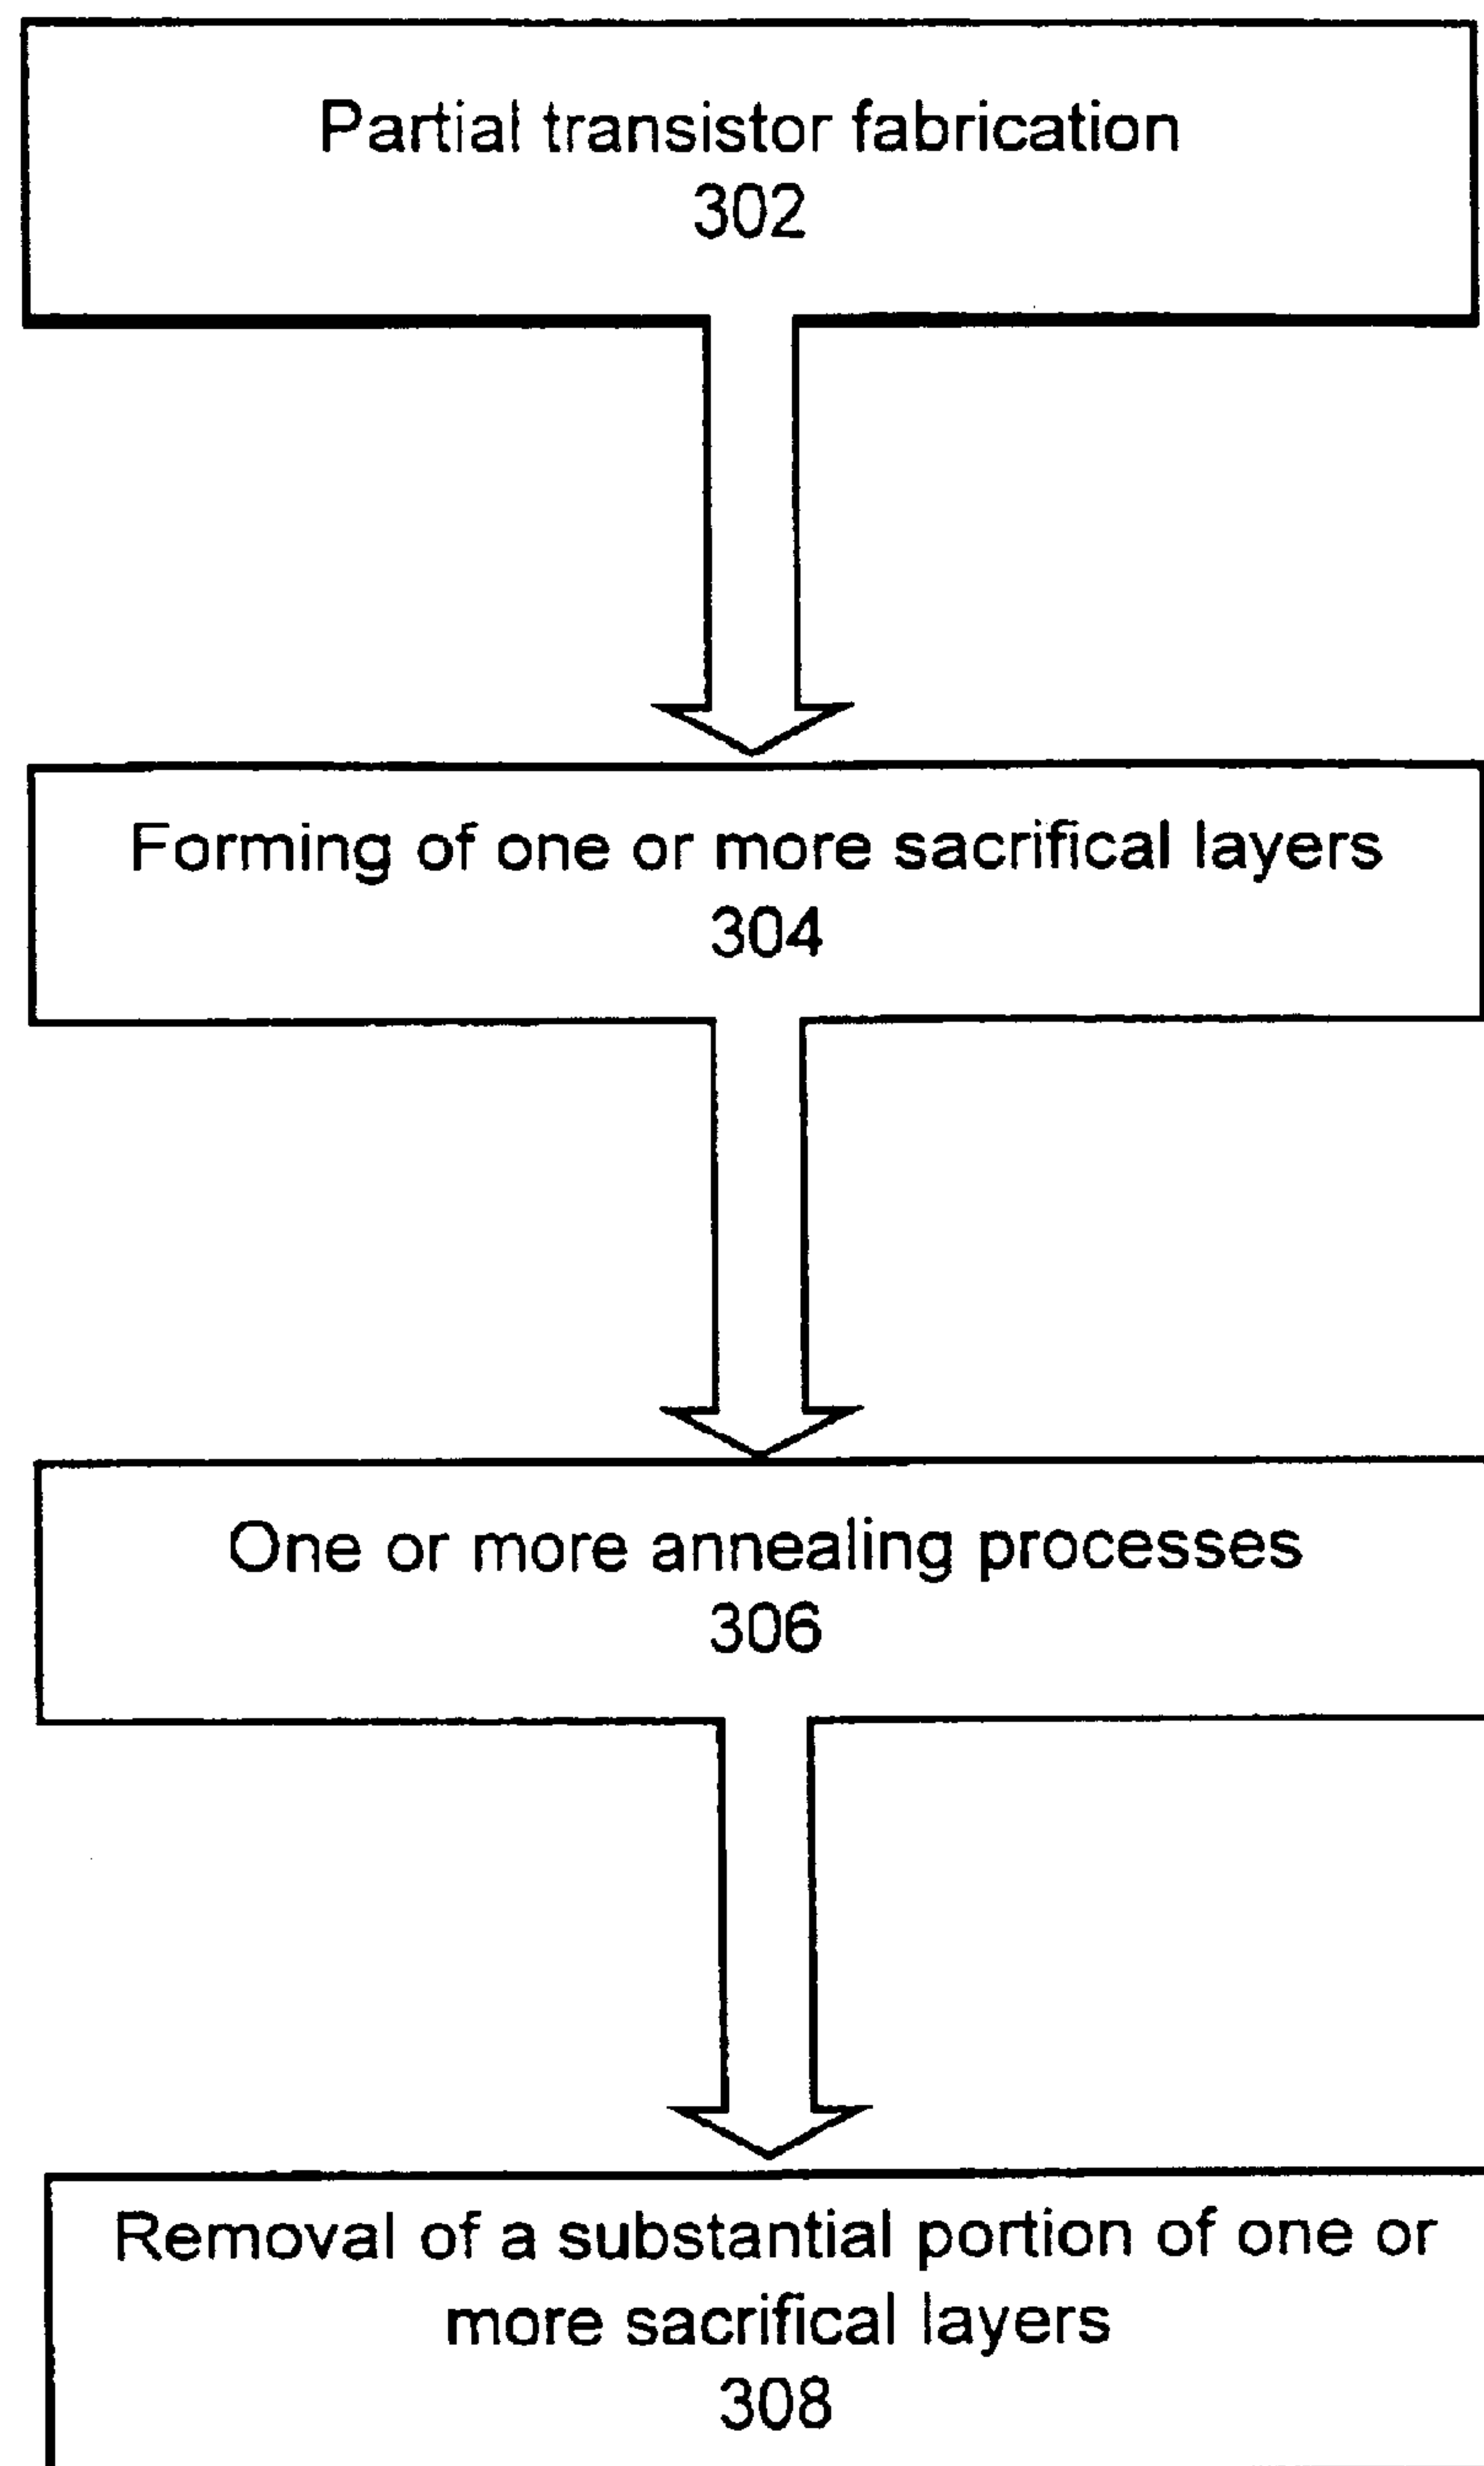 Partial transistor fabrication
302
Forming of one or more sacrifical layers
304
One or more annealing processes
306
Removal of a substantial portion of one or
more sacrifical layers
308